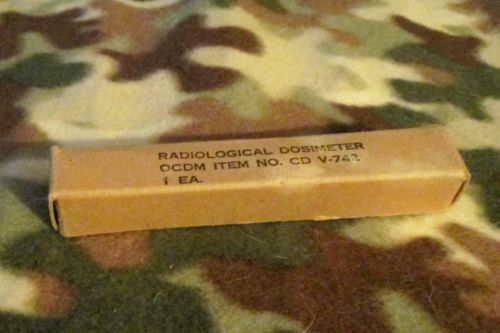 RADIOLOGICAL DOSIMETER
OCDM ITEM NO. CD V-742
1 EA.